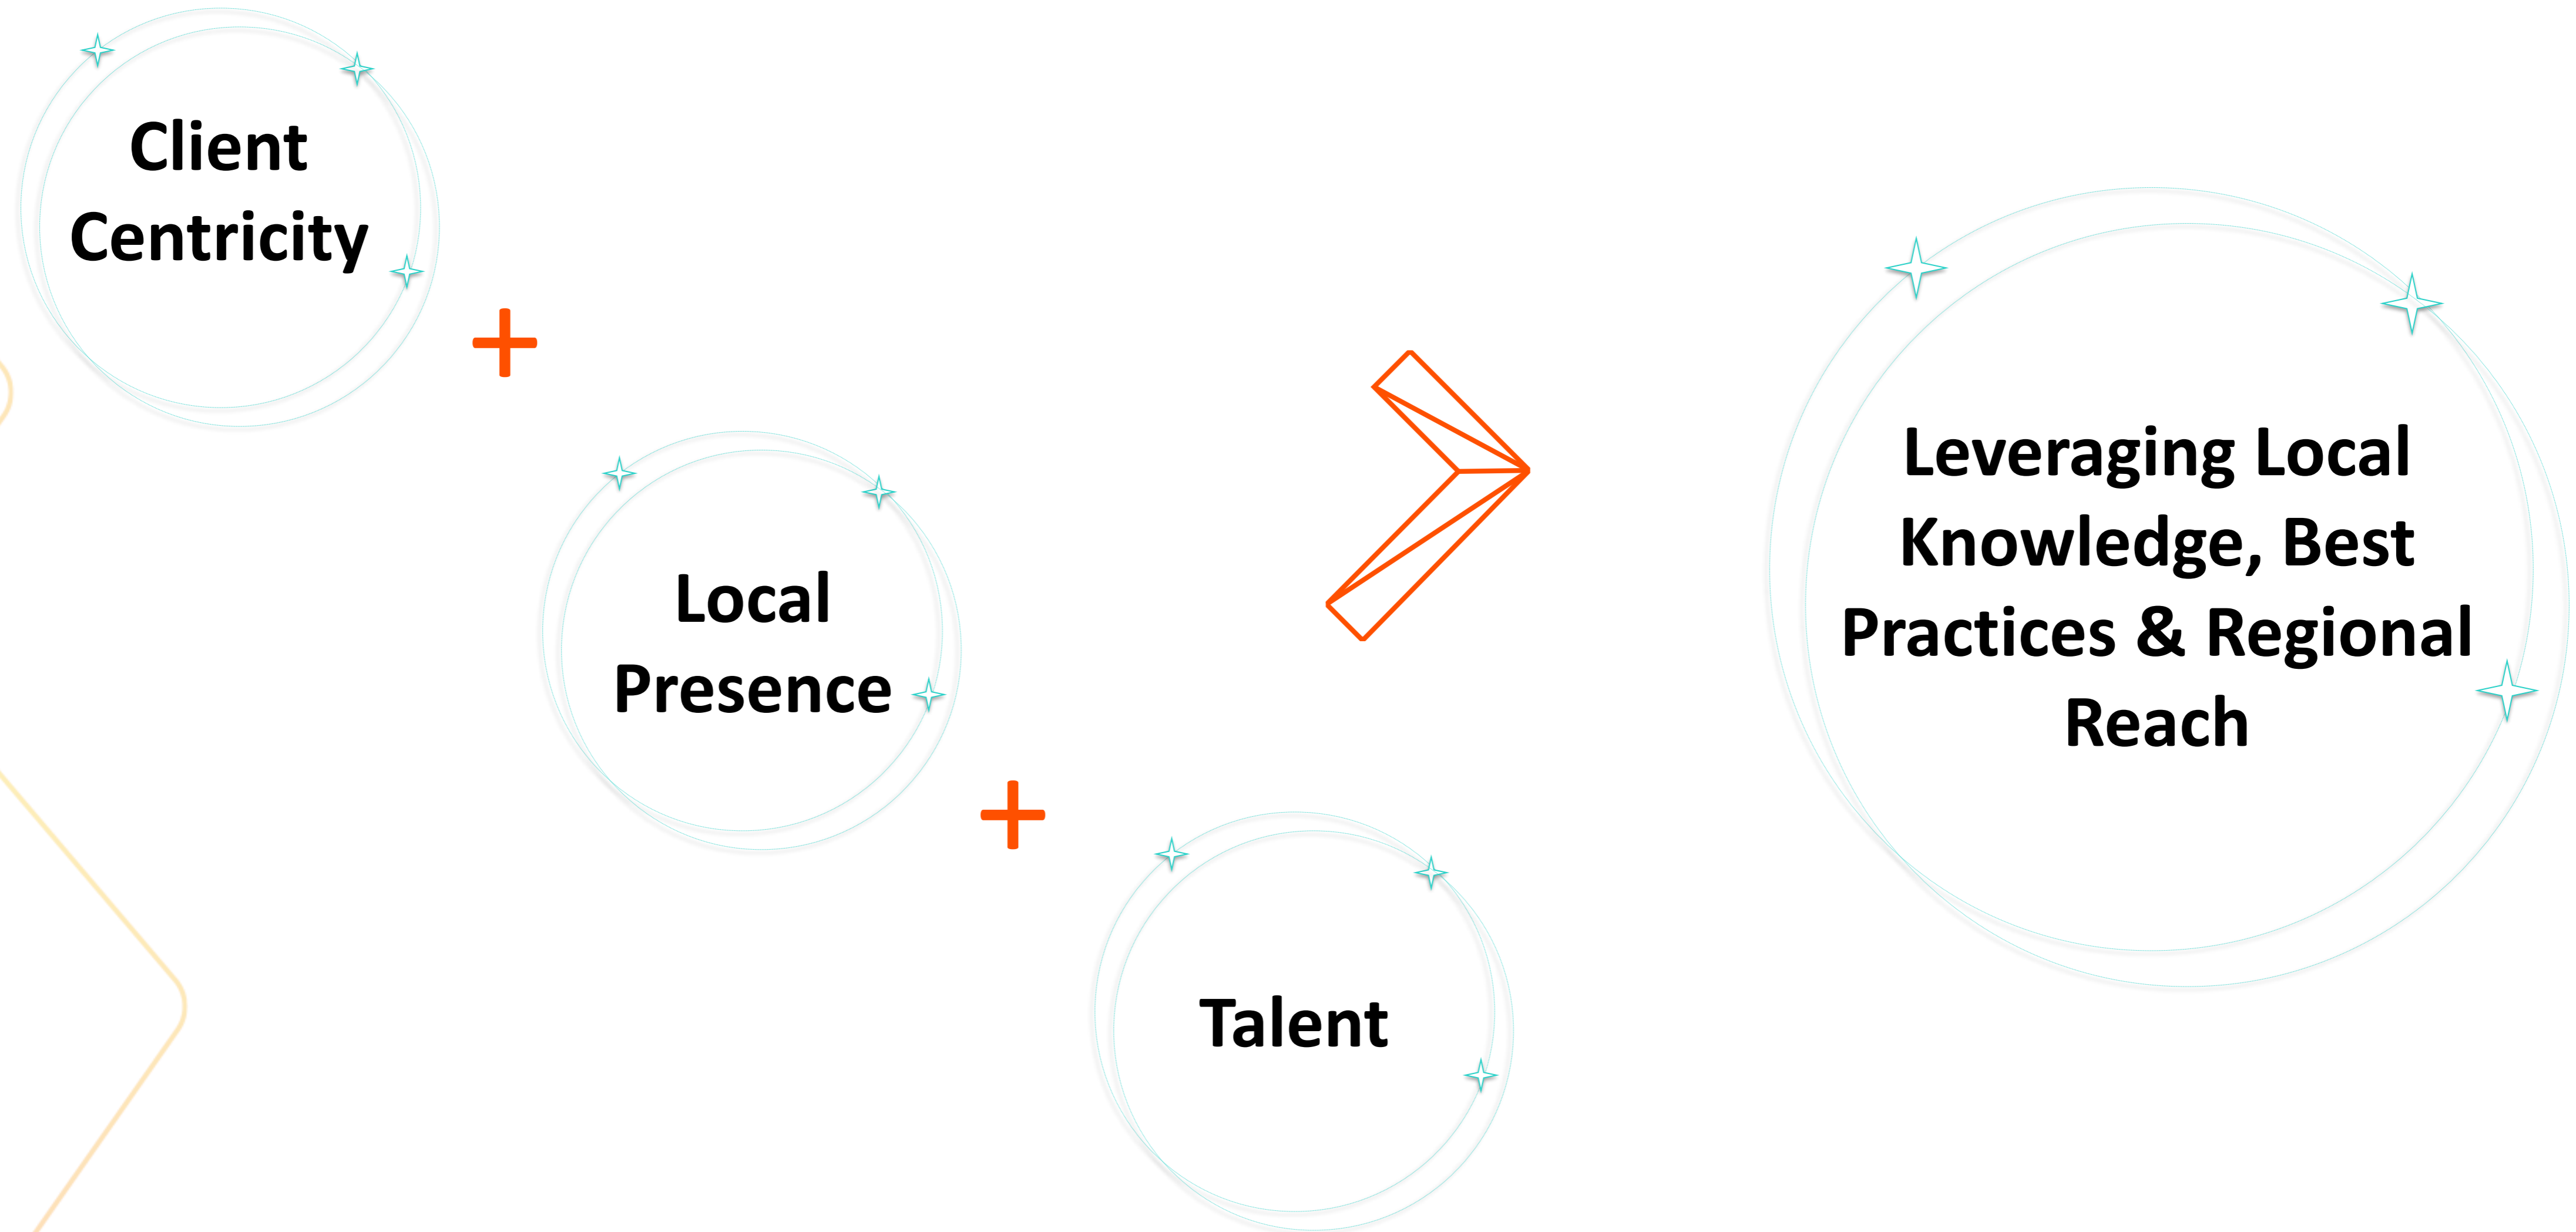 Client
Centricity
+
Local
Presence
+
Talent
Leveraging Local
Knowledge, Best
Practices & Regional
Reach